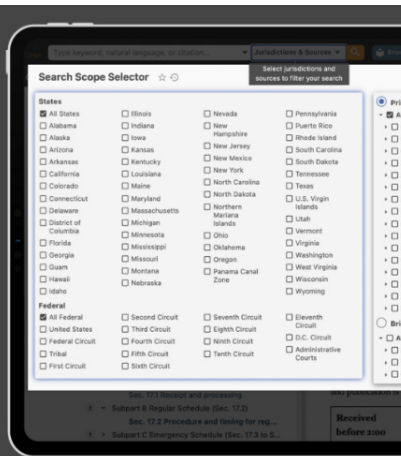 Type keyword, natural language, or citation...
Jurisdictions & Sources
Select jurisdictions and
sources to filter your search
Search Scope Selector
States
All States
Alabama
Alaska
Arizona
Arkansas
California
Colorado
Connecticut
Delaware
District of
Columbia
Florida
Georgia
Guam
Hawaii
Idaho
Illinois
Indiana
Iowa
Kansas
Kentucky
Louisiana
Maine
Maryland
Massachusetts
Michigan
Minnesota
Mississippi
Missouri
Montana
Nebraska
Nevada
New
Hampshire
New Jersey
New Mexico
New York
North Carolina
North Dakota
Northern
Mariana
Islands
Ohio
Oklahoma
Oregon
Panama Canal
Zone
Pennsylvania
Puerto Rico
Rhode Island
South Carolina
South Dakota
Tennessee
Texas
U.S. Virgin
Islands
Utah
Vermont
Virginia
Washington
West Virginia
Wisconsin
Wyoming
Federal
All Federal
United States
Federal Circuit
Tribal
First Circuit
Second Circuit
Third Circuit
Fourth Circuit
Fifth Circuit
Sixth Circuit
Seventh Circuit
Eighth Circuit
Ninth Circuit
Tenth Circuit
Eleventh
Circuit
D.C. Circuit
Administrative
Courts
Pri
A
Bri
A
Sec. 17.1 Receipt and processing
Subpart B Regular Schedule (Sec. 17.2)
Sec. 17.2 Procedure and timing for reg...
Subpart C Emergency Schedule (Sec. 17.3 to S...
and publication
Received
before 2:00